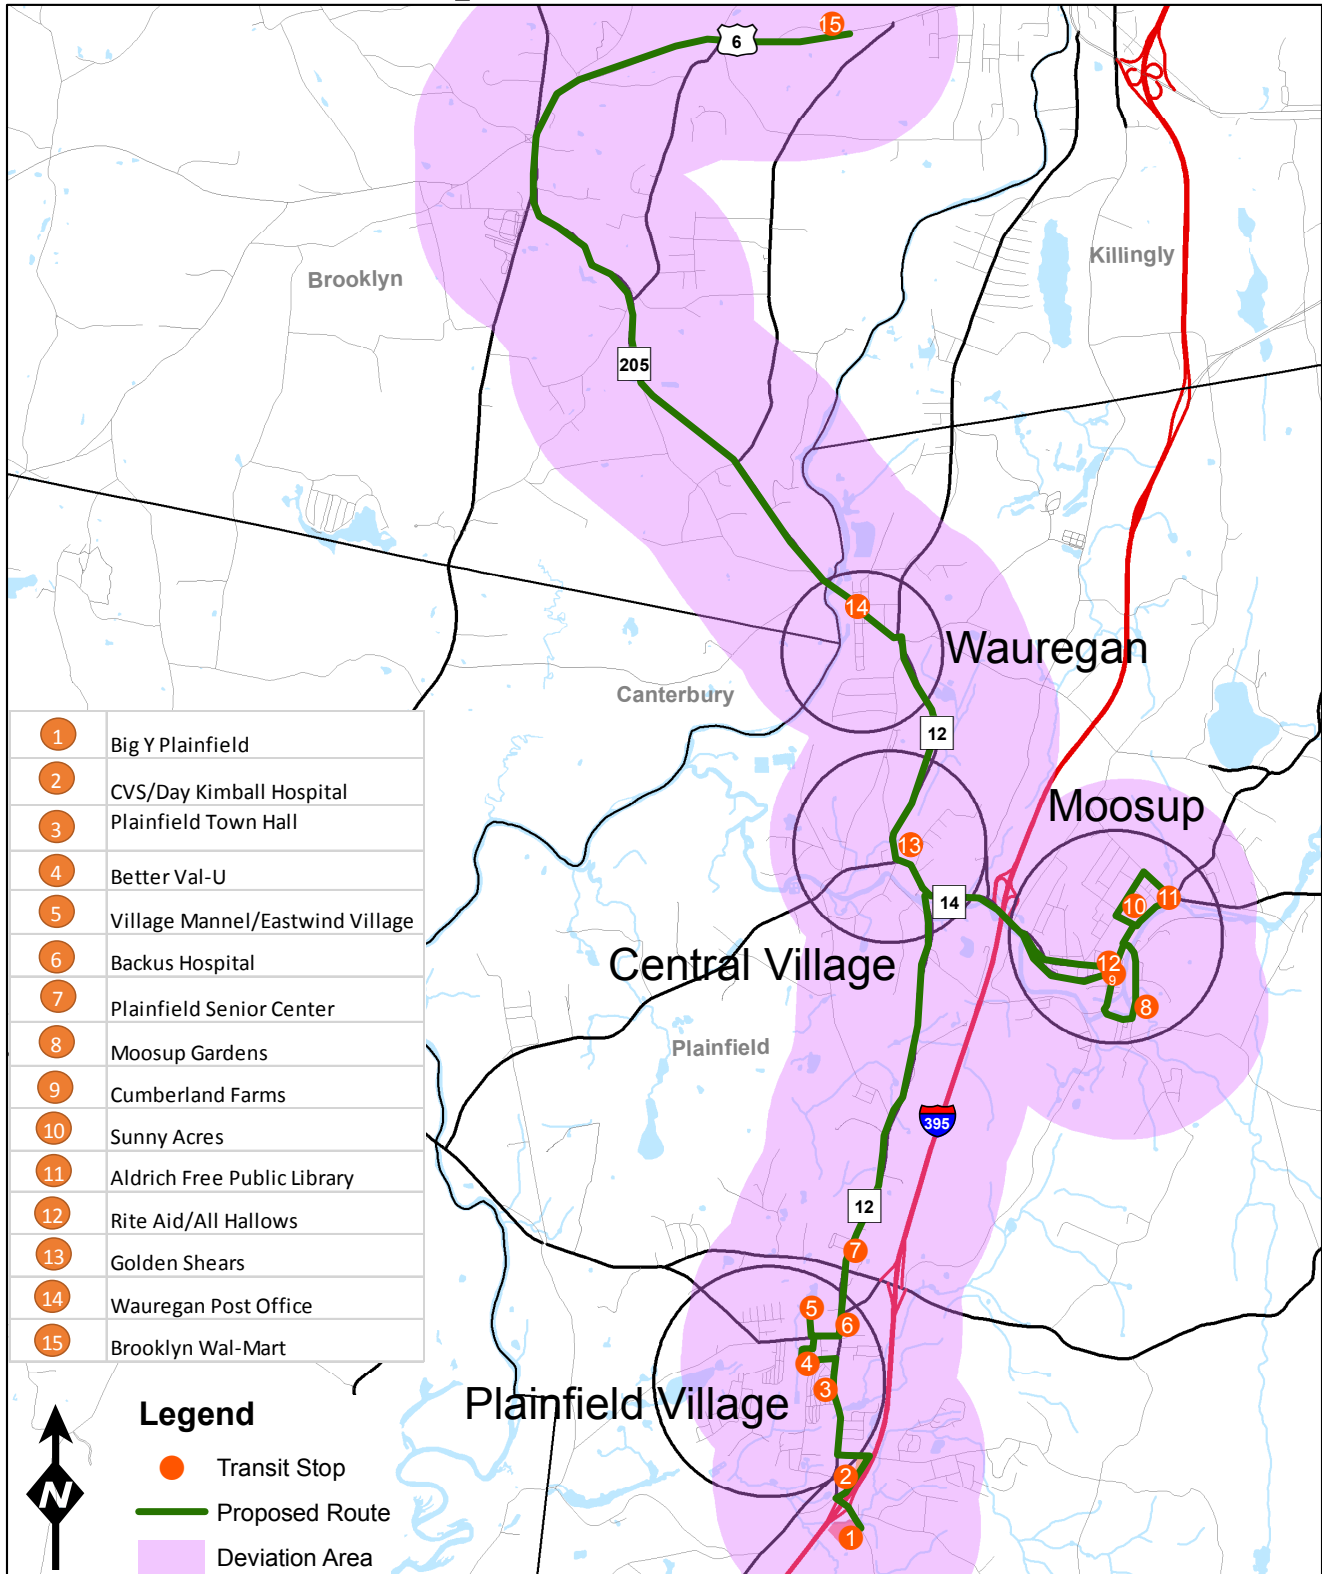 15
6
Killingly
Brooklyn
205
14
Wauregan
Canterbury
12
1 Big Y Plainfield
2 CVS/Day Kimball Hospital
3 Plainfield Town Hall
4 Better Val-U
5 Village Mannel/Eastwind Village
6 Backus Hospital
7 Plainfield Senior Center
8 Moosup Gardens
9 Cumberland Farms
10 Sunny Acres
11 Aldrich Free Public Library
12 Rite Aid/All Hallows
13 Golden Shears
14 Wauregan Post Office
15 Brooklyn Wal-Mart
Moosup
13
14
10
11
Central Village
12
9
8
Plainfield
395
12
7
5
6
4
3
Plainfield Village
2
1
Legend
Transit Stop
Proposed Route
Deviation Area
N